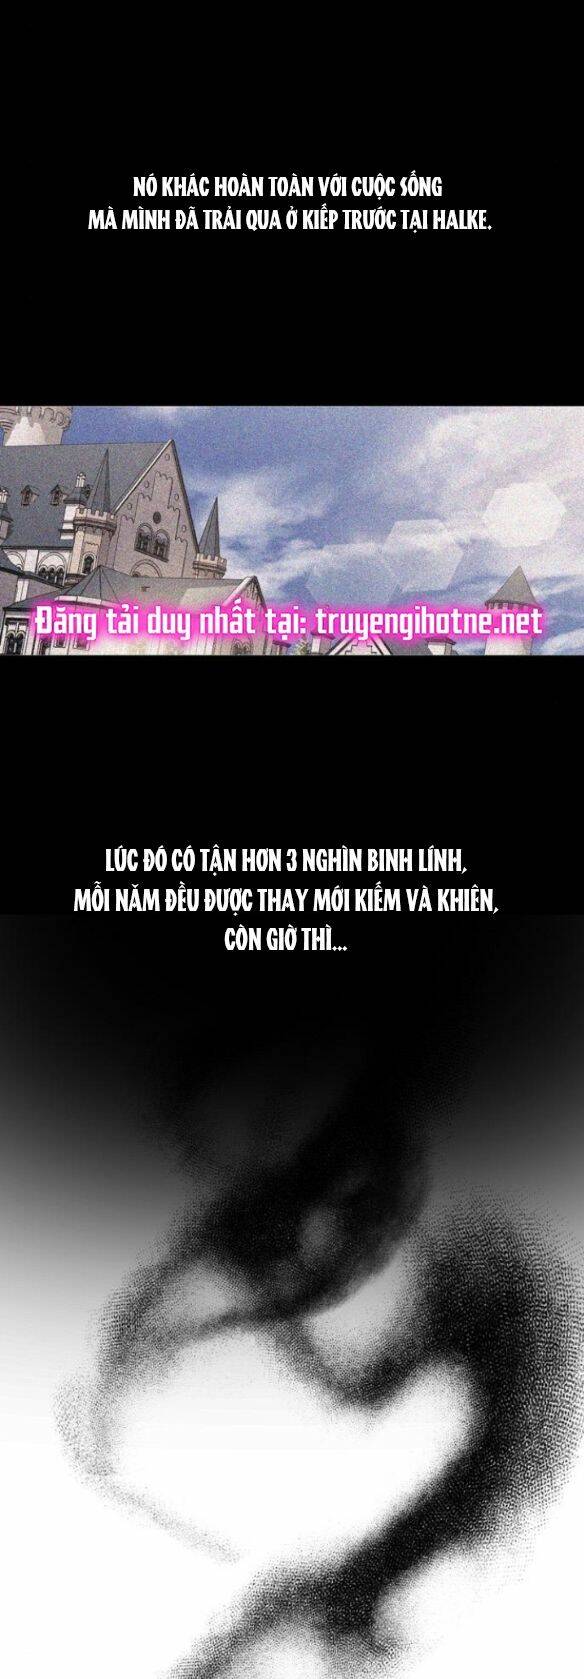 NÓ KHÁC HOÀN TOÀN VỚI CUỘC SỐNG
MÀ MÌNH ĐÃ TRẢI QUA Ở KIẾP TRƯỚC TẠI HALKE.
Đăng tải duy nhất tại: truyengihotne.net
LÚC ĐÓ CÓ TẬN HƠN 3 NGHÌN BINH LÍNH,
MỖI NĂM ĐỀU ĐƯỢC THAY MỚI KIẾM VÀ KHIÊN,
CÒN GIỜ THÌ...